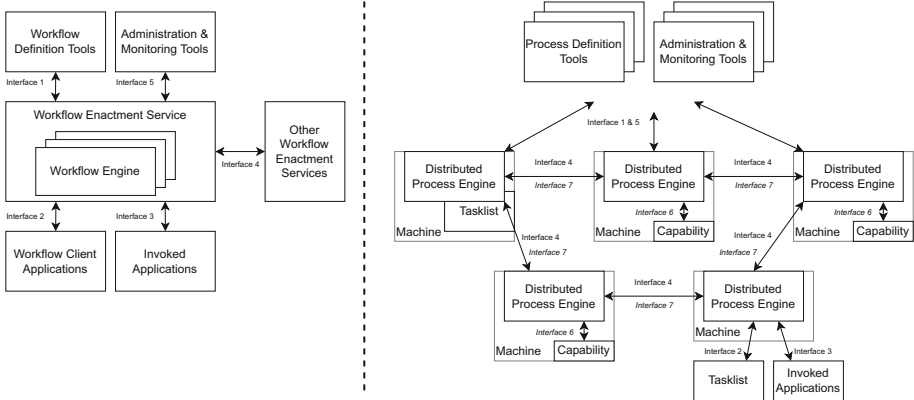 Workflow
Definition Tools
Administration &
Monitoring Tools
Interface 1
Interface 5
Workflow Enactment Service
Workflow Engine
Interface 4
Other
Workflow
Enactment
Services
Interface 2
Interface 3
Workflow Client
Applications
Invoked
Applications
Process Definition
Tools
Administration &
Monitoring Tools
Interface 1 & 5
Distributed
Process Engine
Tasklist
Machine
Interface 4
Interface 7
Distributed
Process Engine
Interface 6
Machine
Capability
Interface 4
Interface 7
Distributed
Process Engine
Interface 6
Machine
Capability
Interface 4
Interface 7
Interface 4
Interface 7
Distributed
Process Engine
Interface 6
Machine
Capability
Interface 4
Interface 7
Distributed
Process Engine
Machine
Interface 2
Interface 3
Tasklist
Invoked
Applications